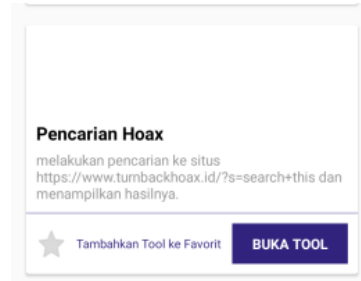 Pencarian Hoax
melakukan pencarian ke situs
https://www.turnbackhoax.id/?s=search+this dan
menampilkan hasilnya.
Tambahkan Tool ke Favorit
BUKA TOOL